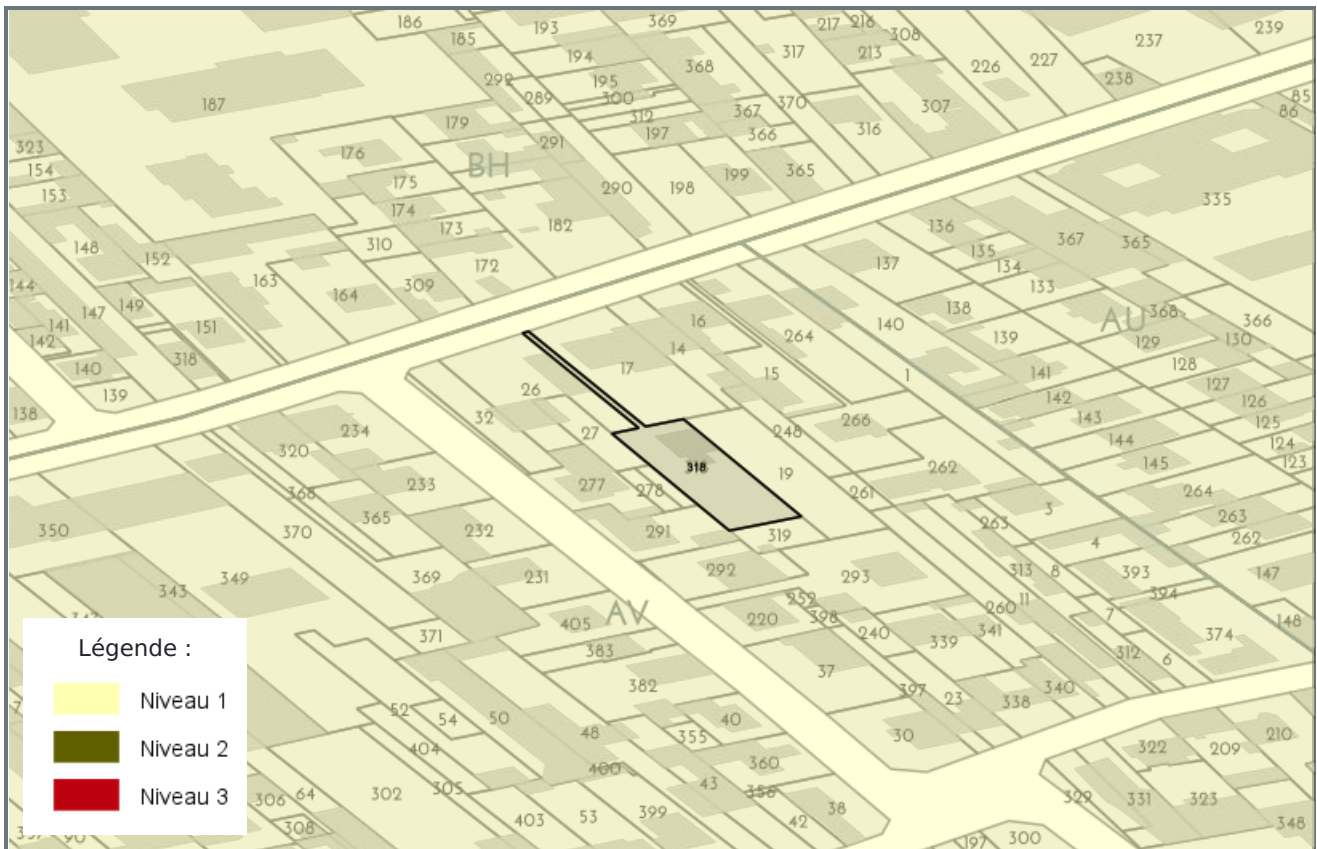 186 193 369 217 216 308 237 239
185 194 317 213 226 227
292 195 368 238
187 289 300 370 307 85
179 312 367 316 86
323 291 197 366
176 BH
154 175 290 198 199 365 335
153 174 136 367 365
148 310 173 182 135
152 172 137 134
144 163 309 133
147 149 164 138 368 366
141 151 16 264 140 139 AU 130
142 318 14 129
140 17 15 1 141 128
139 26 142 127
138 32 266 143 126
234 27 248 144 125
320 318 262 145 124
368 233 277 278 19 261 264 123
365 3 263
350 370 232 291 319 263 4 262
349 369 231 292 293 313 8 393 147
343 252 11 394
405 AV 220 398 260 7 148
371 383 240 339 341 374
382 37 312 6
52 54 50 397 23 338 340
404 48 355 40 30 322 209 210
400 360
306 64 302 305 43 358 329 331 323
308 403 53 399 42 38 348
90 197 300
Légende :
Niveau 1
Niveau 2
Niveau 3